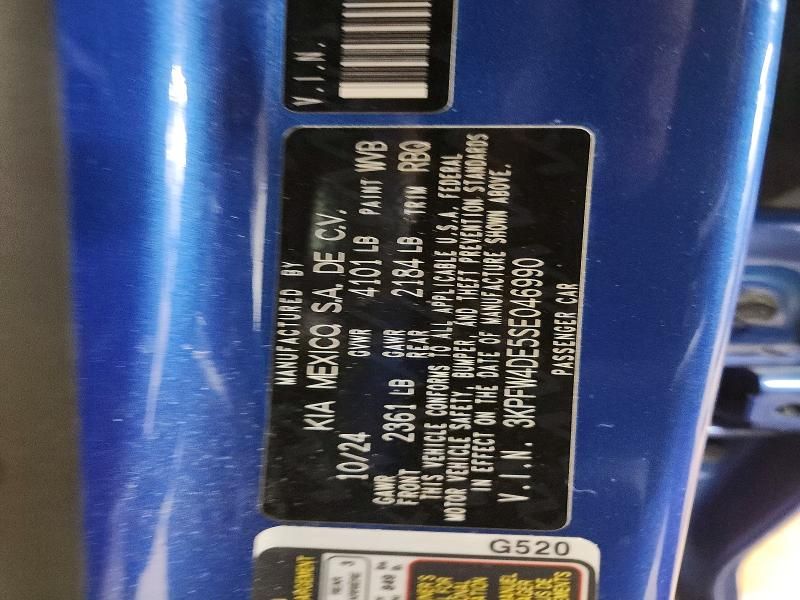 V.I.N.
MANUFACTURED BY
KIA MEXICO, S.A. DE C.V.
10/24 GVWR 4101 LB PAINT WVB
GAWR FRONT 2361 LB GAWR REAR 2184 LB TRIM RBQ
THIS VEHICLE CONFORMS TO ALL APPLICABLE U.S.A. FEDERAL
MOTOR VEHICLE SAFETY, BUMPER, AND THEFT PREVENTION STANDARDS
IN EFFECT ON THE DATE OF MANUFACTURE SHOWN ABOVE.
V.I.N. 3KPFW4DE5SE046990
PASSENGER CAR
G520
REAR
3